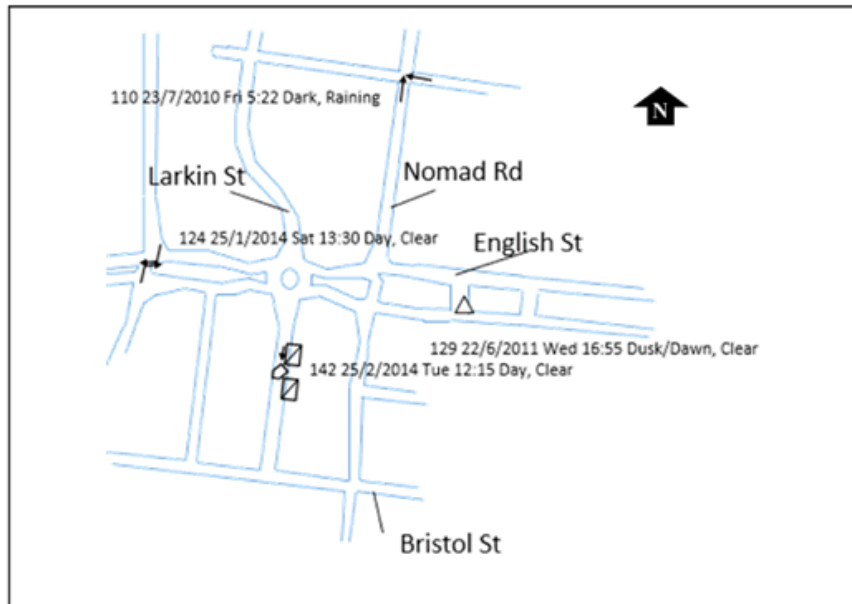 N
110 23/7/2010 Fri 5:22 Dark, Raining
Larkin St
Nomad Rd
124 25/1/2014 Sat 13:30 Day, Clear
English St
129 22/6/2011 Wed 16:55 Dusk/Dawn, Clear
142 25/2/2014 Tue 12:15 Day, Clear
Bristol St